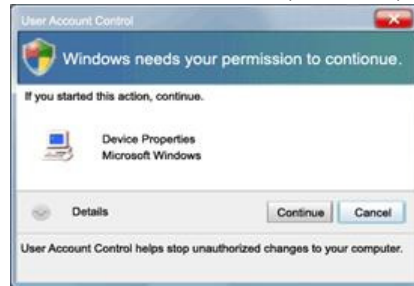 User Account Control
Windows needs your permission to contionue.
If you started this action, continue.
Device Properties
Microsoft Windows
Details
Continue
Cancel
User Account Control helps stop unauthorized changes to your computer.